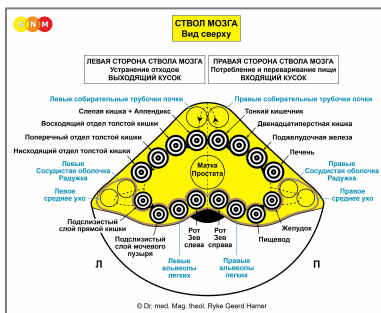 GNM
СТВОЛ МОЗГА
Вид сверху
ЛЕВАЯ СТОРОНА СТВОЛА МОЗГА
Устранение отходов
ВЫХОДЯЩИЙ КУСОК
ПРАВАЯ СТОРОНА СТВОЛА МОЗГА
Потребление и переваривание пищи
ВХОДЯЩИЙ КУСОК
Левые собирательные трубочки почки
Правые собирательные трубочки почки
Слепая кишка + Аппендикс
Тонкий кишечник
Восходящий отдел толстой кишки
Двенадцатиперстная кишка
Поперечный отдел толстой кишки
Поджелудочная железа
Нисходящий отдел толстой кишки
Печень
Левые
Сосудистая оболочка
Радужка
Матка
Простата
Правые
Сосудистая оболочка
Радужка
Левое
среднее ухо
Правое
среднее ухо
Подслизистый
слой прямой кишки
Желудок
Подслизистый
слой мочевого
пузыря
Рот
Зев
слева
Рот
Зев
справа
Пищевод
Левые
альвеолы
легких
Правые
альвеолы
легких
Л
П
© Dr. med. Mag. theol. Ryke Geerd Hamer